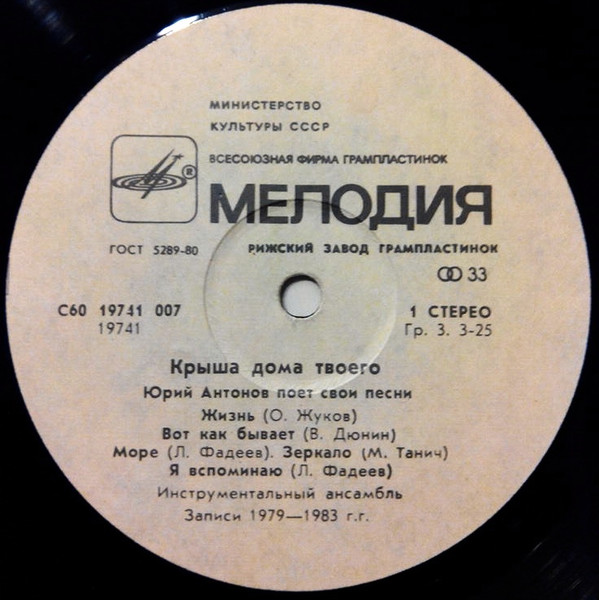 МИНИСТЕРСТВО
КУЛЬТУРЫ СССР
ВСЕСОЮЗНАЯ ФИРМА ГРАМПЛАСТИНОК
®
МЕЛОДИЯ
ГОСТ 5289-80 РИЖСКИЙ ЗАВОД ГРАМПЛАСТИНОК
33
С60 19741 007 1 СТЕРЕО
19741 Гр. 3. 3-25
Крыша дома твоего
Юрий Антонов поет свои песни
Жизнь (О. Жуков)
Вот как бывает (В. Дюнин)
Море (Л. Фадеев). Зеркало (М. Танич)
Я вспоминаю (Л. Фадеев)
Инструментальный ансамбль
Записи 1979—1983 г.г.